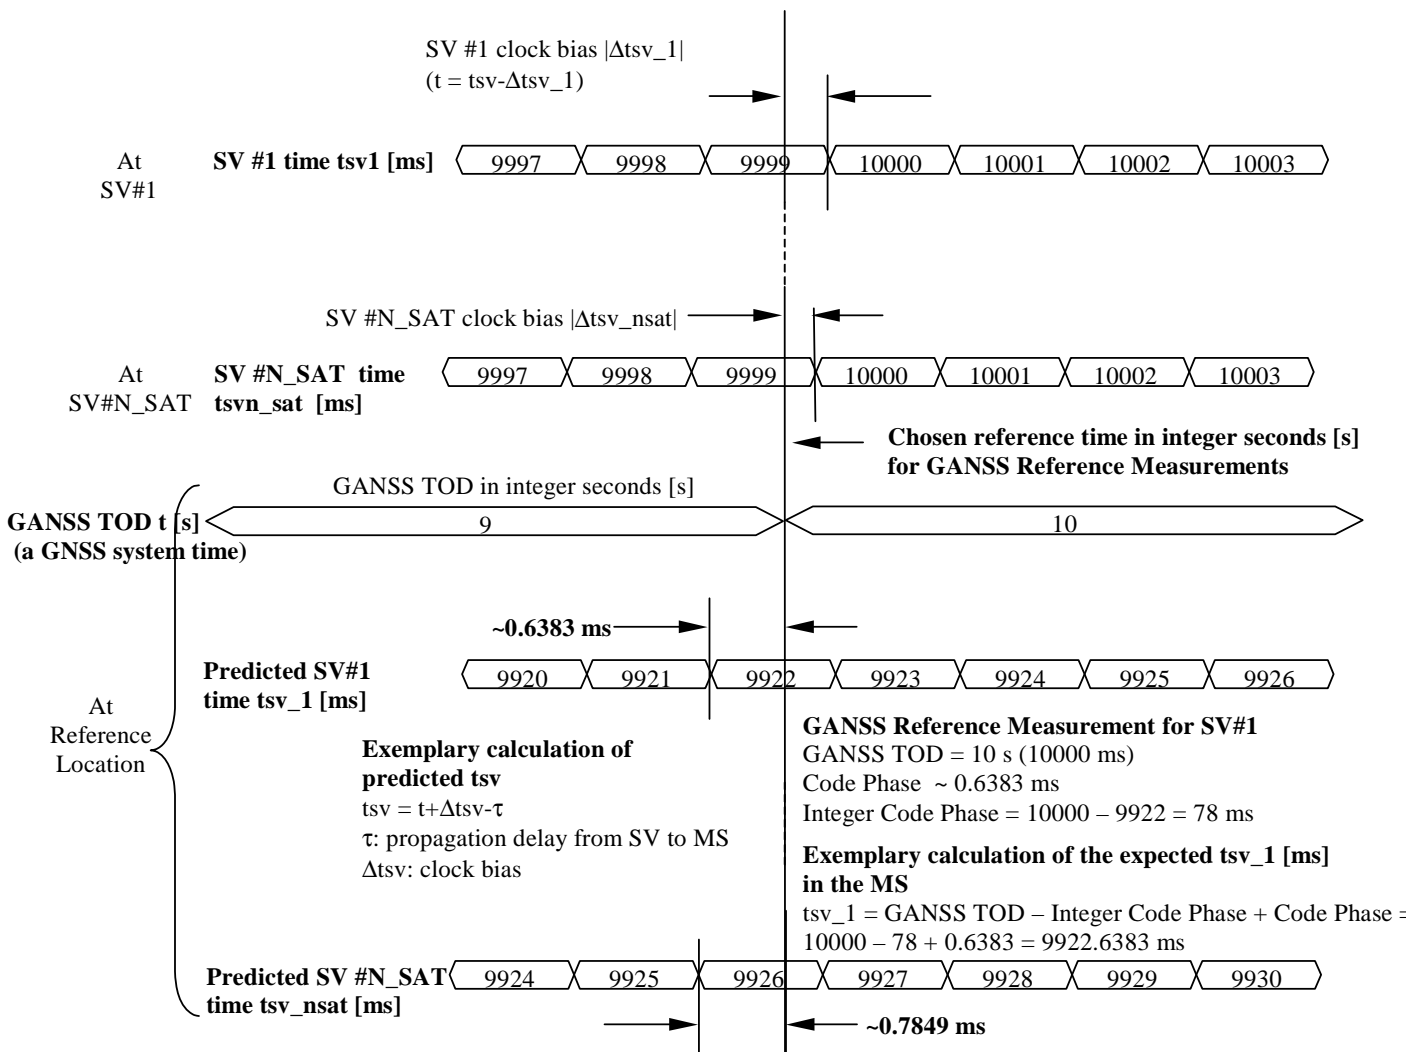 SV #1 clock bias |Δtsv_1|
(t = tsv-Δtsv_1)
At
SV#1
SV #1 time tsv1 [ms]
9997 9998 9999 10000 10001 10002 10003
SV #N_SAT clock bias |Δtsv_nsat|
At
SV#N_SAT
SV #N_SAT time
tsvn_sat [ms]
9997 9998 9999 10000 10001 10002 10003
Chosen reference time in integer seconds [s]
for GANSS Reference Measurements
GANSS TOD in integer seconds [s]
GANSS TOD t [s]
(a GNSS system time)
9 10
~0.6383 ms
Predicted SV#1
time tsv_1 [ms]
9920 9921 9922 9923 9924 9925 9926
At
Reference
Location
Exemplary calculation of
predicted tsv
tsv = t+Δtsv-τ
τ: propagation delay from SV to MS
Δtsv: clock bias
GANSS Reference Measurement for SV#1
GANSS TOD = 10 s (10000 ms)
Code Phase ~ 0.6383 ms
Integer Code Phase = 10000 – 9922 = 78 ms
Exemplary calculation of the expected tsv_1 [ms]
in the MS
tsv_1 = GANSS TOD – Integer Code Phase + Code Phase =
10000 – 78 + 0.6383 = 9922.6383 ms
Predicted SV #N_SAT
time tsv_nsat [ms]
9924 9925 9926 9927 9928 9929 9930
~0.7849 ms